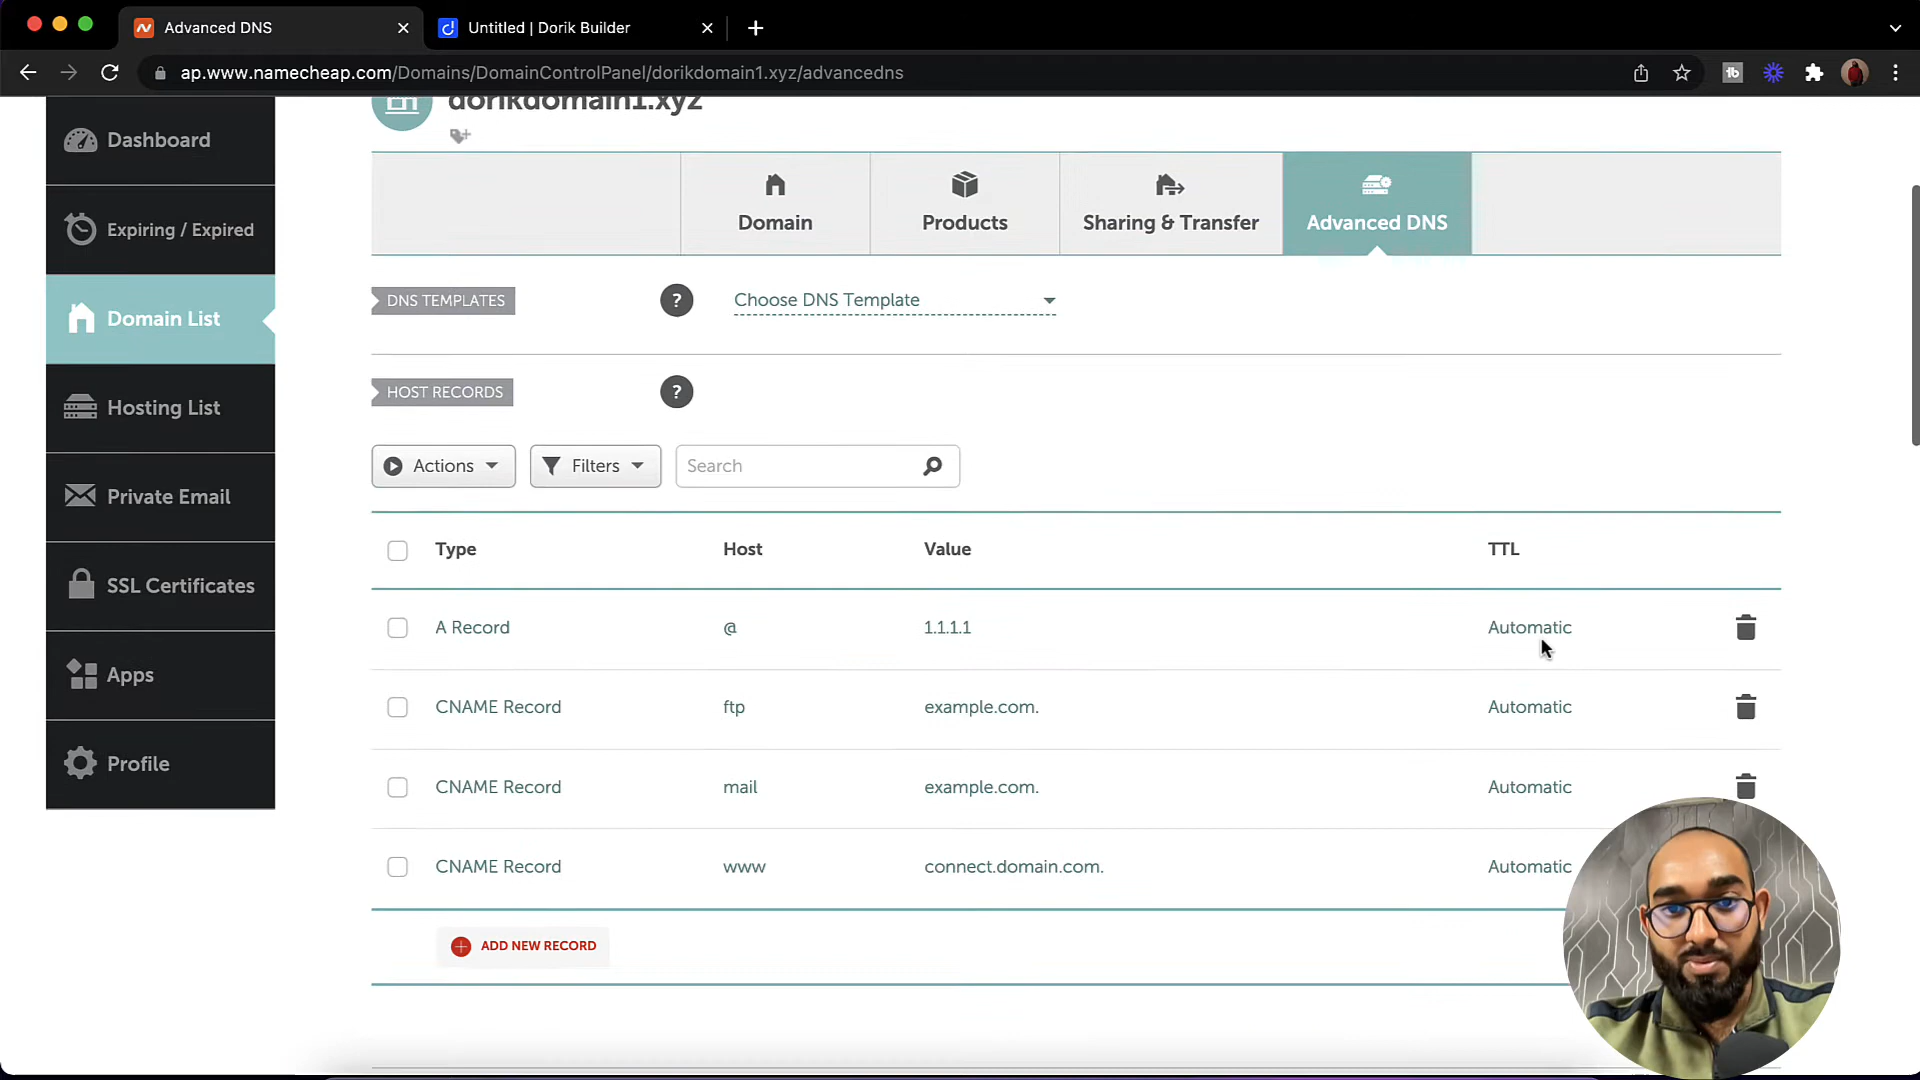 Advanced DNS
Untitled | Dorik Builder
ap.www.namecheap.com/Domains/DomainControlPanel/dorikdomain1.xyz/advancedns
tb
Dashboard
Expiring / Expired
Domain List
Hosting List
Private Email
SSL Certificates
Apps
Profile
dorikdomain1.xyz
Domain
Products
Sharing & Transfer
Advanced DNS
DNS TEMPLATES
?
Choose DNS Template
HOST RECORDS
?
Actions
Filters
Search
Type Host Value TTL
A Record @ 1.1.1.1 Automatic
CNAME Record ftp example.com. Automatic
CNAME Record mail example.com. Automatic
CNAME Record www connect.domain.com. Automatic
ADD NEW RECORD